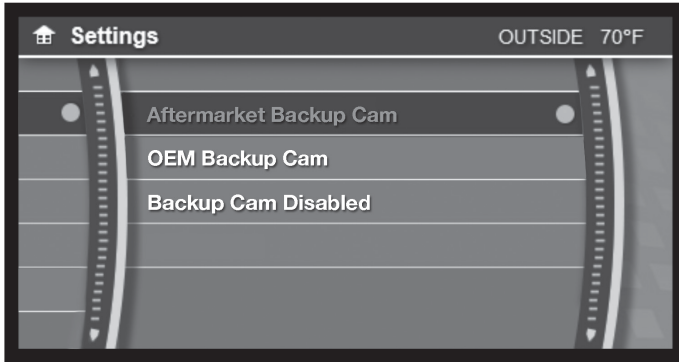 Settings OUTSIDE 70°F
Aftermarket Backup Cam
OEM Backup Cam
Backup Cam Disabled